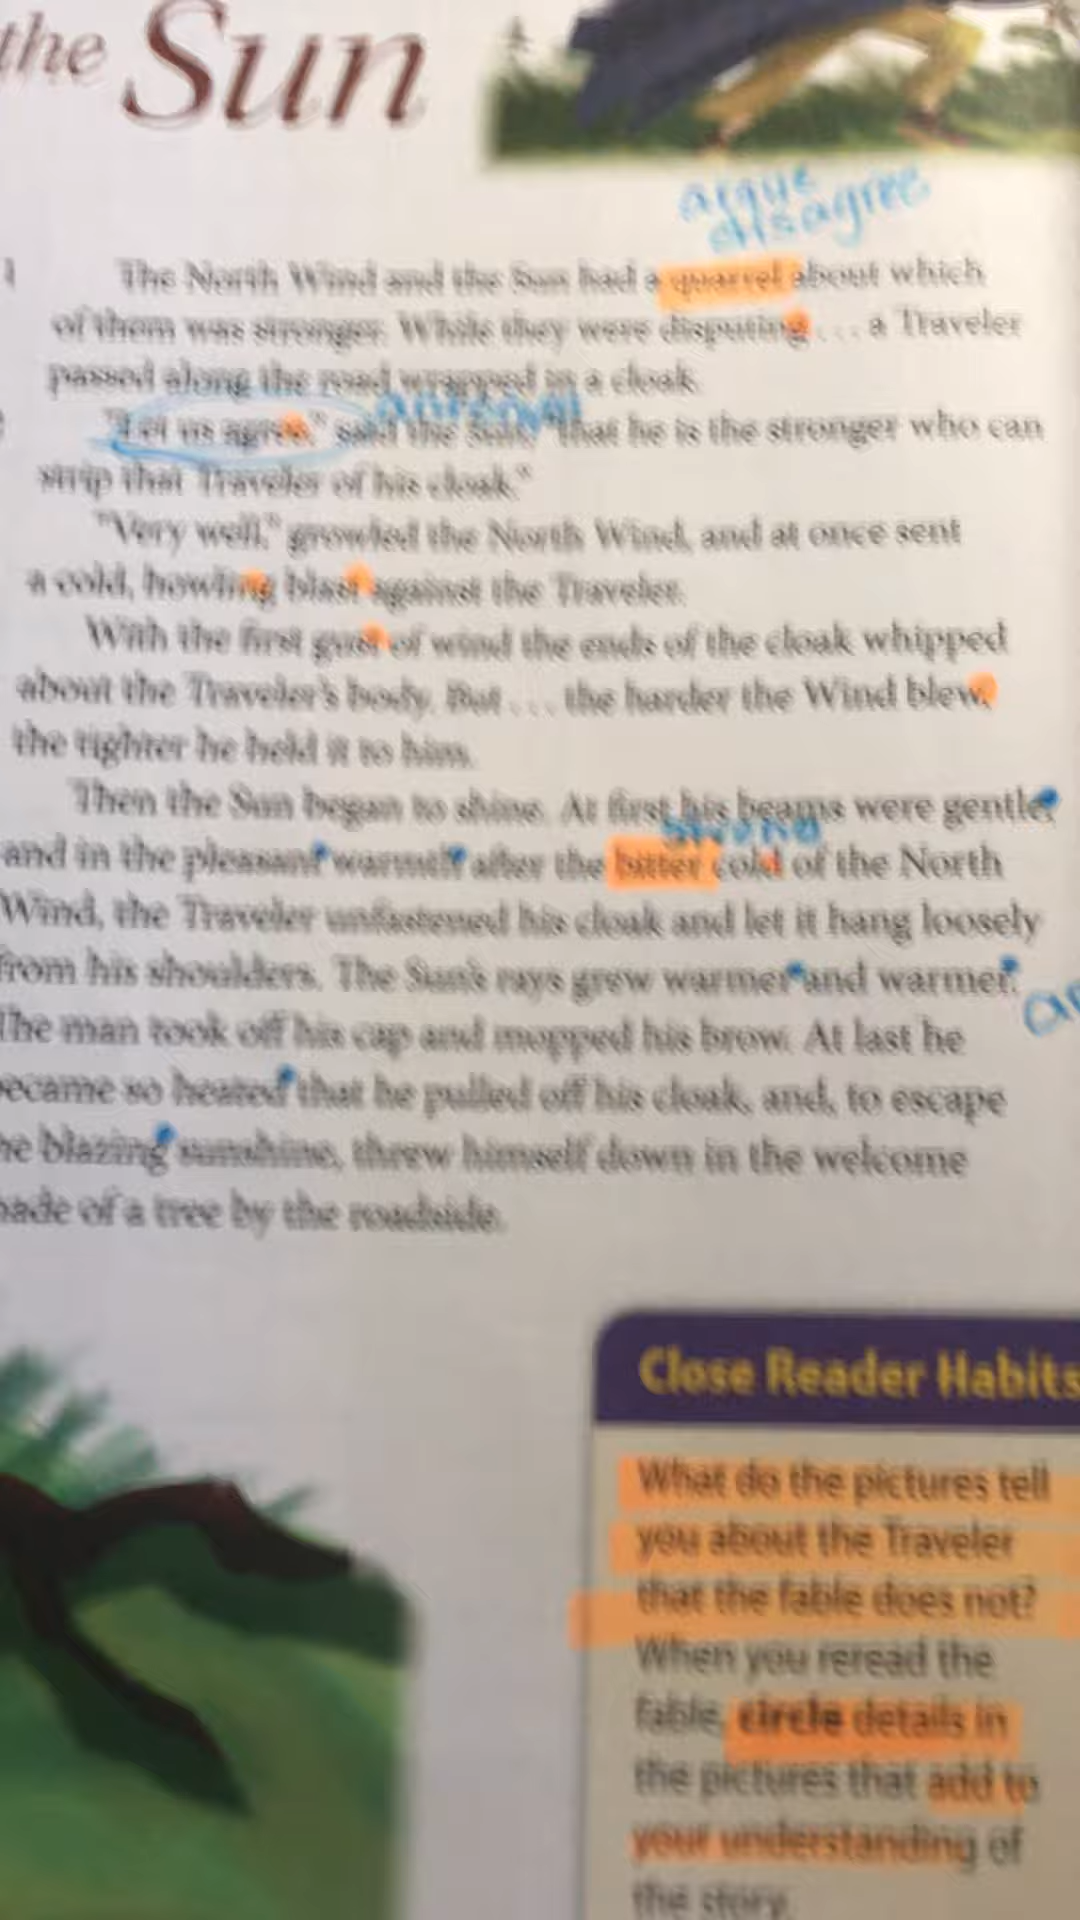 the Sun
argue
disagree
1 The North Wind and the Sun had a quarrel about which
of them was stronger. While they were disputing . . . a Traveler
passed along the road wrapped in a cloak.
"Let us agree," said the Sun, "that he is the stronger who can
strip that Traveler of his cloak."
"Very well," growled the North Wind, and at once sent
a cold, howling blast against the Traveler.
With the first gust of wind the ends of the cloak whipped
about the Traveler's body. But . . . the harder the Wind blew,
the tighter he held it to him.
Then the Sun began to shine. At first his beams were gentle,
strong
and in the pleasant warmth after the bitter cold of the North
Wind, the Traveler unfastened his cloak and let it hang loosely
from his shoulders. The Sun's rays grew warmer and warmer.
The man took off his cap and mopped his brow. At last he
ecame so heated that he pulled off his cloak, and, to escape
he blazing sunshine, threw himself down in the welcome
hade of a tree by the roadside.
Close Reader Habits
What do the pictures tell
you about the Traveler
that the fable does not?
When you reread the
fable, circle details in
the pictures that add to
your understanding of
the story.